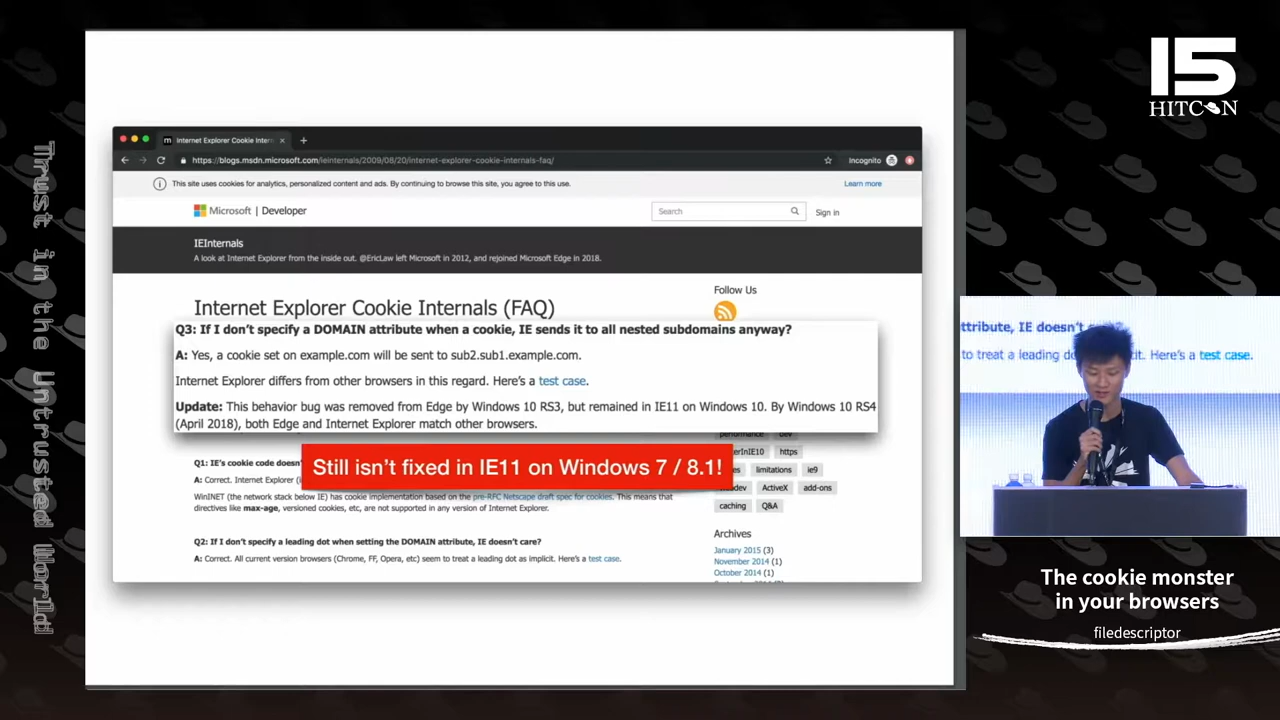 Thrust in the Untrusted World
Internet Explorer Cookie Intern
https://blogs.msdn.microsoft.com/ieinternals/2009/08/20/internet-explorer-cookie-internals-faq/
Incognito
This site uses cookies for analytics, personalized content and ads. By continuing to browse this site, you agree to this use.
Learn more
Microsoft | Developer
Search
Sign in
IEInternals
A look at Internet Explorer from the inside out. @EricLaw left Microsoft in 2012, and rejoined Microsoft Edge in 2018.
Internet Explorer Cookie Internals (FAQ)
Follow Us
Q3: If I don't specify a DOMAIN attribute when a cookie, IE sends it to all nested subdomains anyway?
A: Yes, a cookie set on example.com will be sent to sub2.sub1.example.com.
Internet Explorer differs from other browsers in this regard. Here's a test case.
Update: This behavior bug was removed from Edge by Windows 10 RS3, but remained in IE11 on Windows 10. By Windows 10 RS4
(April 2018), both Edge and Internet Explorer match other browsers.
Still isn't fixed in IE11 on Windows 7 / 8.1!
Q1: IE's cookie code doesn'
A: Correct. Internet Explorer (i
WinINET (the network stack below IE) has cookie implementation based on the pre-RFC Netscape draft spec for cookies. This means that
directives like max-age, versioned cookies, etc, are not supported in any version of Internet Explorer.
Q2: If I don't specify a leading dot when setting the DOMAIN attribute, IE doesn't care?
A: Correct. All current version browsers (Chrome, FF, Opera, etc) seem to treat a leading dot as implicit. Here's a test case.
performance dev
erInIE10 https
limitations ie9
ActiveX add-ons
caching Q&A
Archives
January 2015 (3)
November 2014 (1)
October 2014 (1)
15
HITCON
ttribute, IE doesn't c
to treat a leading d it. Here's a test case.
The cookie monster
in your browsers
filedescriptor